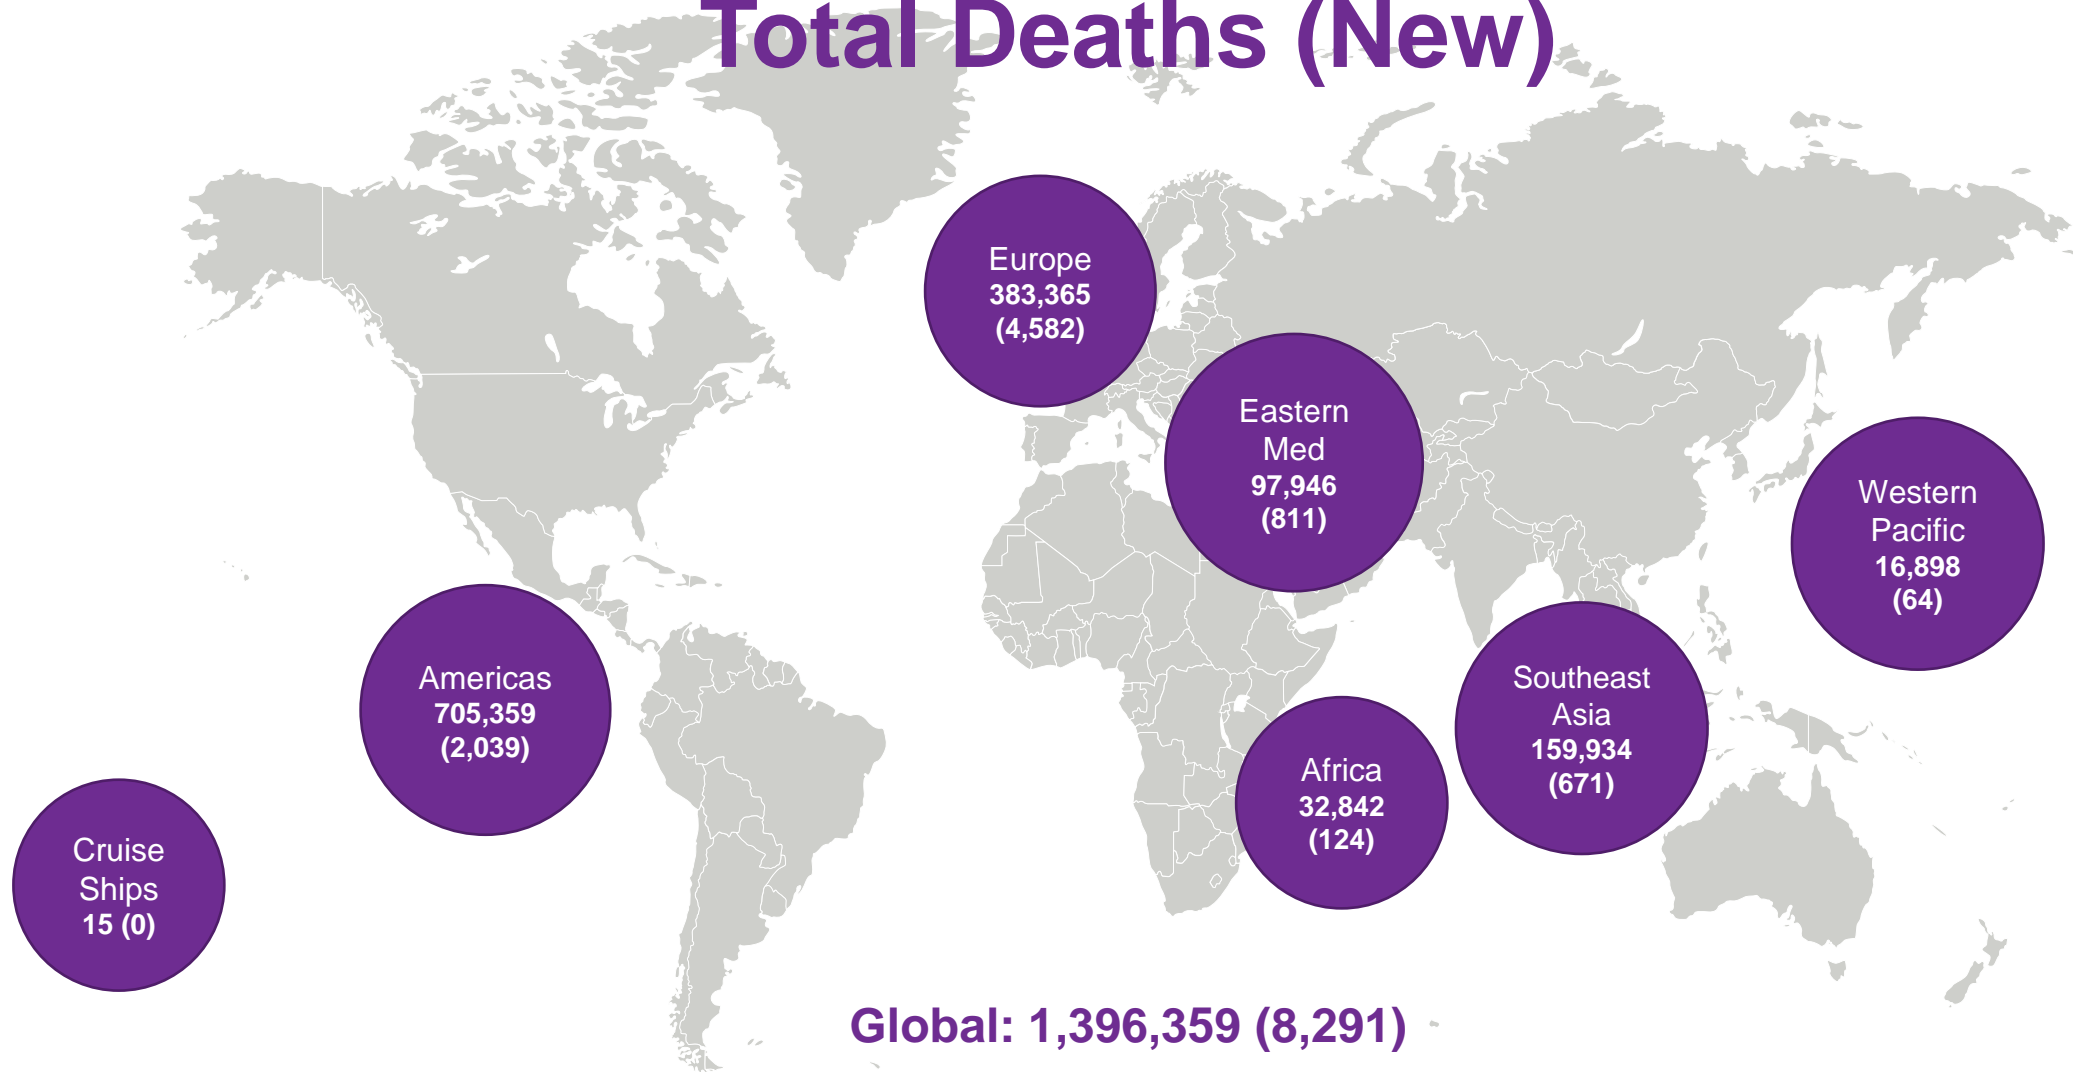 Total Deaths (New)
Europe
383,365
(4,582)
Eastern
Med
97,946
(811)
Western
Pacific
16,898
(64)
Americas
705,359
(2,039)
Southeast
Asia
159,934
(671)
Africa
32,842
(124)
Cruise
Ships
15 (0)
Global: 1,396,359 (8,291)